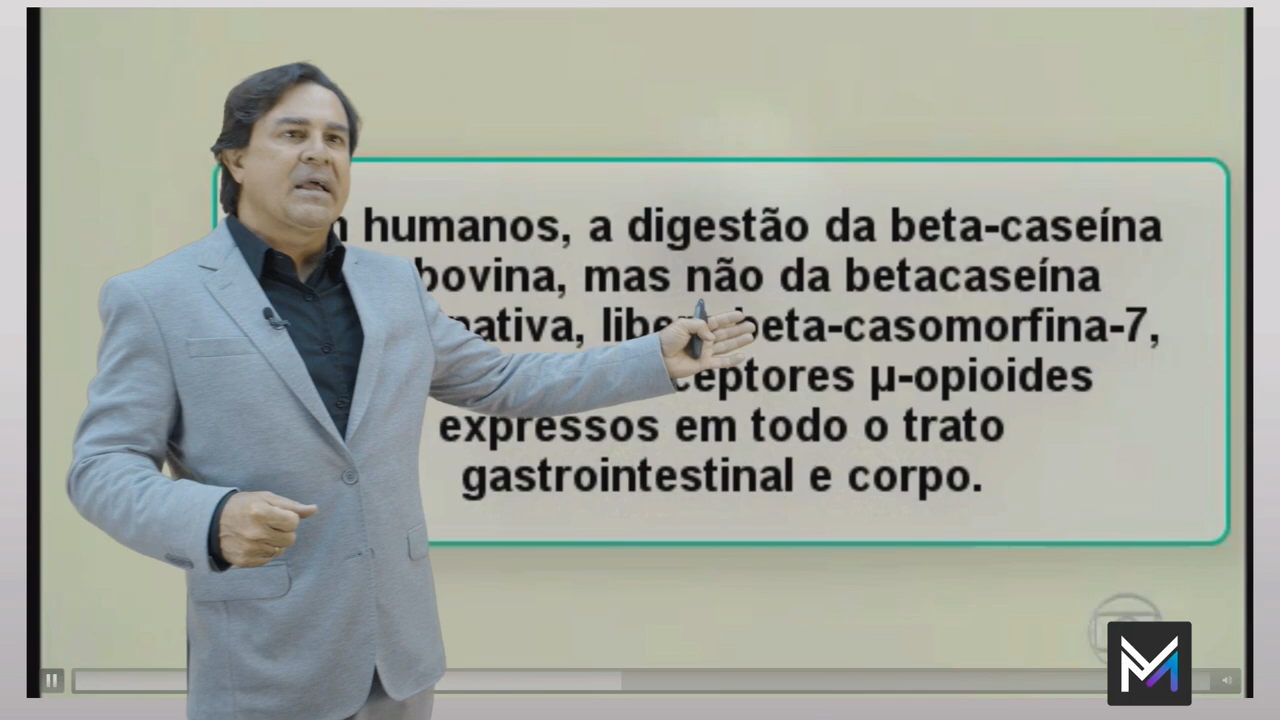 humanos, a digestão da beta-caseína
bovina, mas não da betacaseína
beta-casomorfina-7,
µ-opioides
expressos em todo o trato
gastrointestinal e corpo.